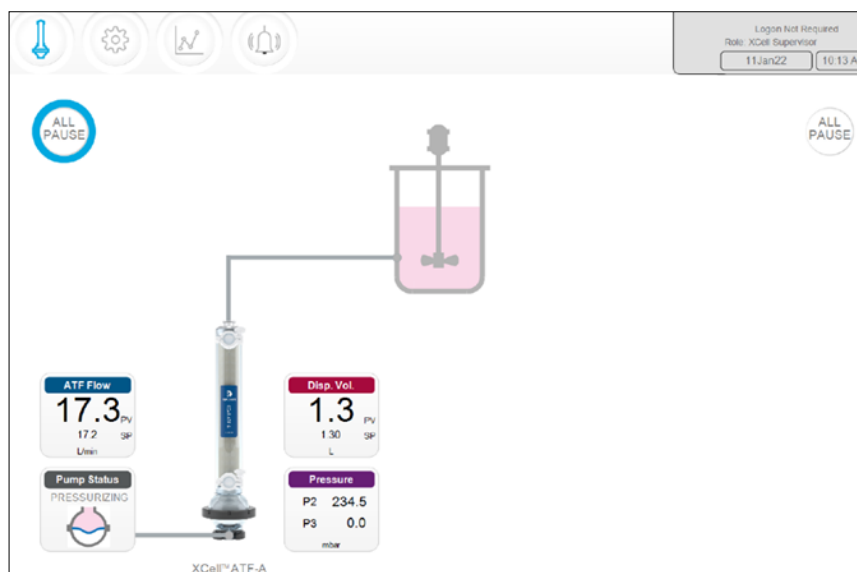 Logon Not Required
Role: XCell Supervisor
11Jan22 10:13 A
ALL
PAUSE
ALL
PAUSE
ATF Flow
17.3 PV
17.2 SP
L/min
Disp. Vol.
1.3 PV
1.30 SP
L
Pump Status
PRESSURIZING
Pressure
P2 234.5
P3 0.0
mbar
XCell™ ATF-A